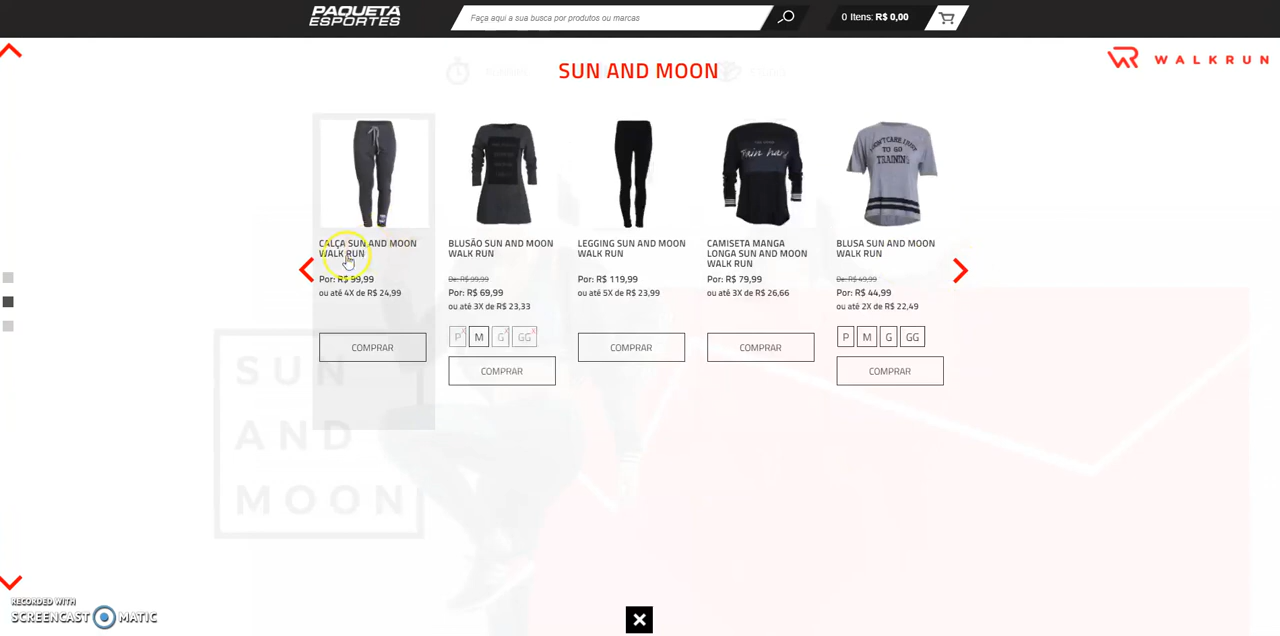 PAQUETÁ
ESPORTES
Faça aqui a sua busca por produtos ou marcas
0 Itens: R$ 0,00
WALKRUN
SUN AND MOON
CALÇA SUN AND MOON
WALK RUN
Por: R$ 99,99
ou até 4X de R$ 24,99
COMPRAR
BLUSÃO SUN AND MOON
WALK RUN
De: R$ 99,99
Por: R$ 69,99
ou até 3X de R$ 23,33
P M G GG
COMPRAR
LEGGING SUN AND MOON
WALK RUN
Por: R$ 119,99
ou até 5X de R$ 23,99
COMPRAR
CAMISETA MANGA
LONGA SUN AND MOON
WALK RUN
Por: R$ 79,99
ou até 3X de R$ 26,66
COMPRAR
TO GO
TRAINING
BLUSA SUN AND MOON
WALK RUN
De: R$ 49,99
Por: R$ 44,99
ou até 2X de R$ 22,49
P M G GG
COMPRAR
SUN
AND
MOON
RECORDED WITH
SCREENCAST MATIC